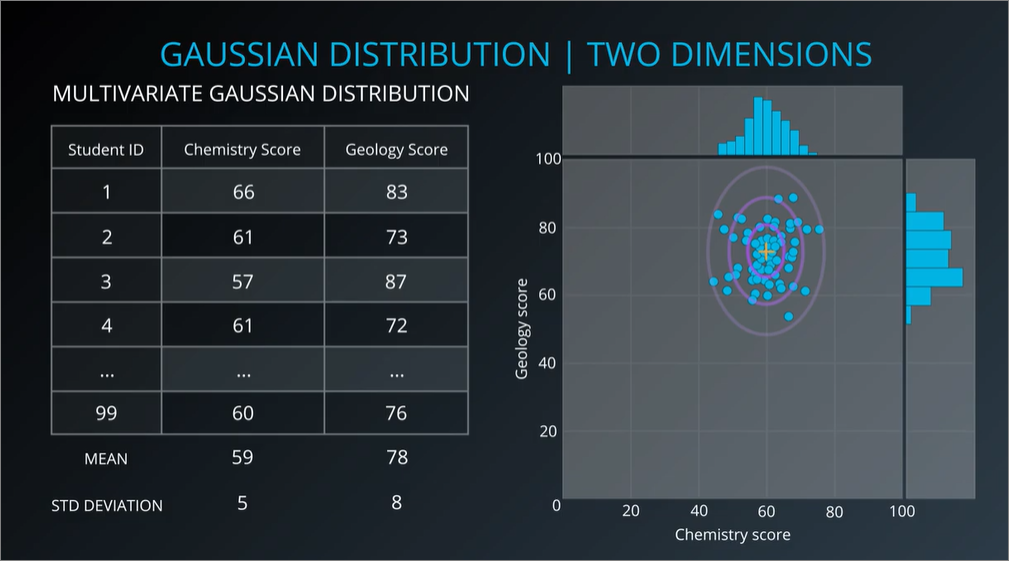 GAUSSIAN DISTRIBUTION | TWO DIMENSIONS
MULTIVARIATE GAUSSIAN DISTRIBUTION
Student ID Chemistry Score Geology Score
1 66 83
2 61 73
3 57 87
4 61 72
... ... ...
99 60 76
MEAN 59 78
STD DEVIATION 5 8
100
80
60
40
20
0
Geology score
20 40 60 80 100
Chemistry score